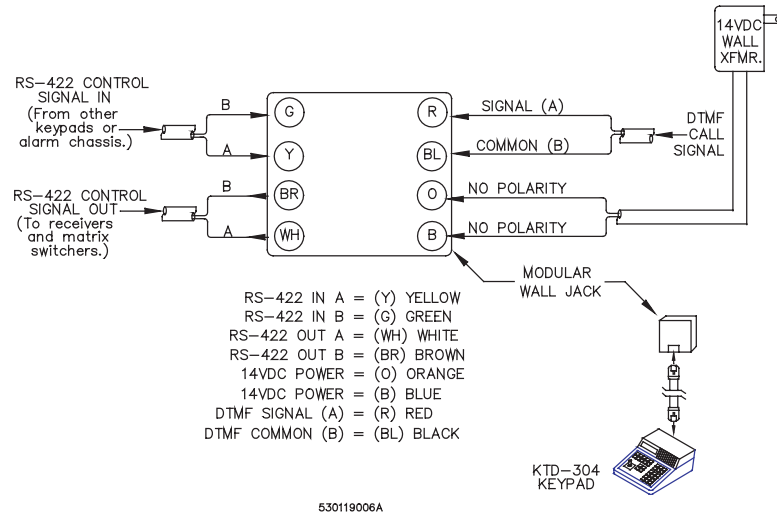 14VDC
WALL
XFMR.
RS-422 CONTROL
SIGNAL IN
(From other
keypads or
alarm chassis.)
B
A
G
Y
R
BL
SIGNAL (A)
COMMON (B)
DTMF
CALL
SIGNAL
RS-422 CONTROL
SIGNAL OUT
(To receivers
and matrix
switchers.)
B
A
BR
WH
O
B
NO POLARITY
NO POLARITY
MODULAR
WALL JACK
RS-422 IN A = (Y) YELLOW
RS-422 IN B = (G) GREEN
RS-422 OUT A = (WH) WHITE
RS-422 OUT B = (BR) BROWN
14VDC POWER = (O) ORANGE
14VDC POWER = (B) BLUE
DTMF SIGNAL (A) = (R) RED
DTMF COMMON (B) = (BL) BLACK
KTD-304
KEYPAD
530119006A